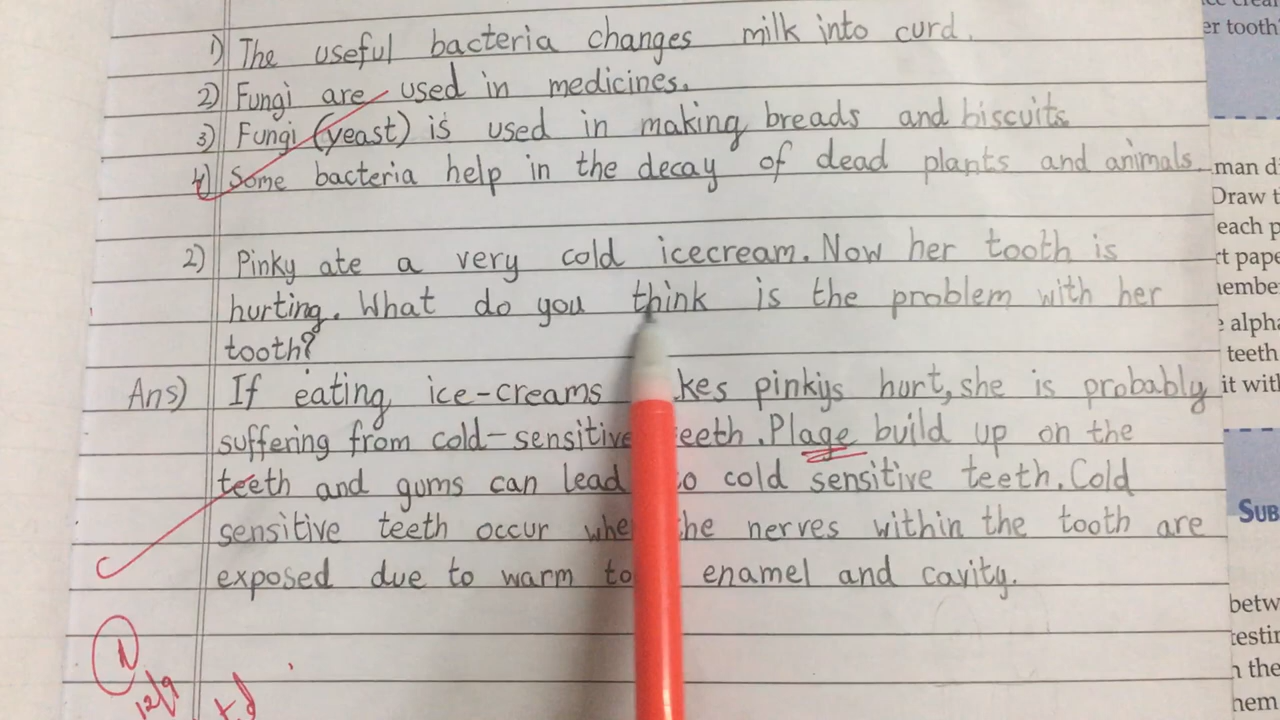 1) The useful bacteria changes milk into curd.
2) Fungi are used in medicines.
3) Fungi (yeast) is used in making breads and biscuits
4) Some bacteria help in the decay of dead plants and animals.
2) Pinky ate a very cold icecream. Now her tooth is
hurting. What do you think is the problem with her
tooth?
Ans) If eating ice-creams kes pinkiys hurt, she is probably
suffering from cold-sensitive eeth. Plage build up on the
teeth and gums can lead o cold sensitive teeth. Cold
sensitive teeth occur whe he nerves within the tooth are
exposed due to warm to enamel and cavity.
12/9
er tooth
man d
Draw t
each p
rt pape
embe
alpha
teeth
it with
SUB
betw
testin
n the
hem